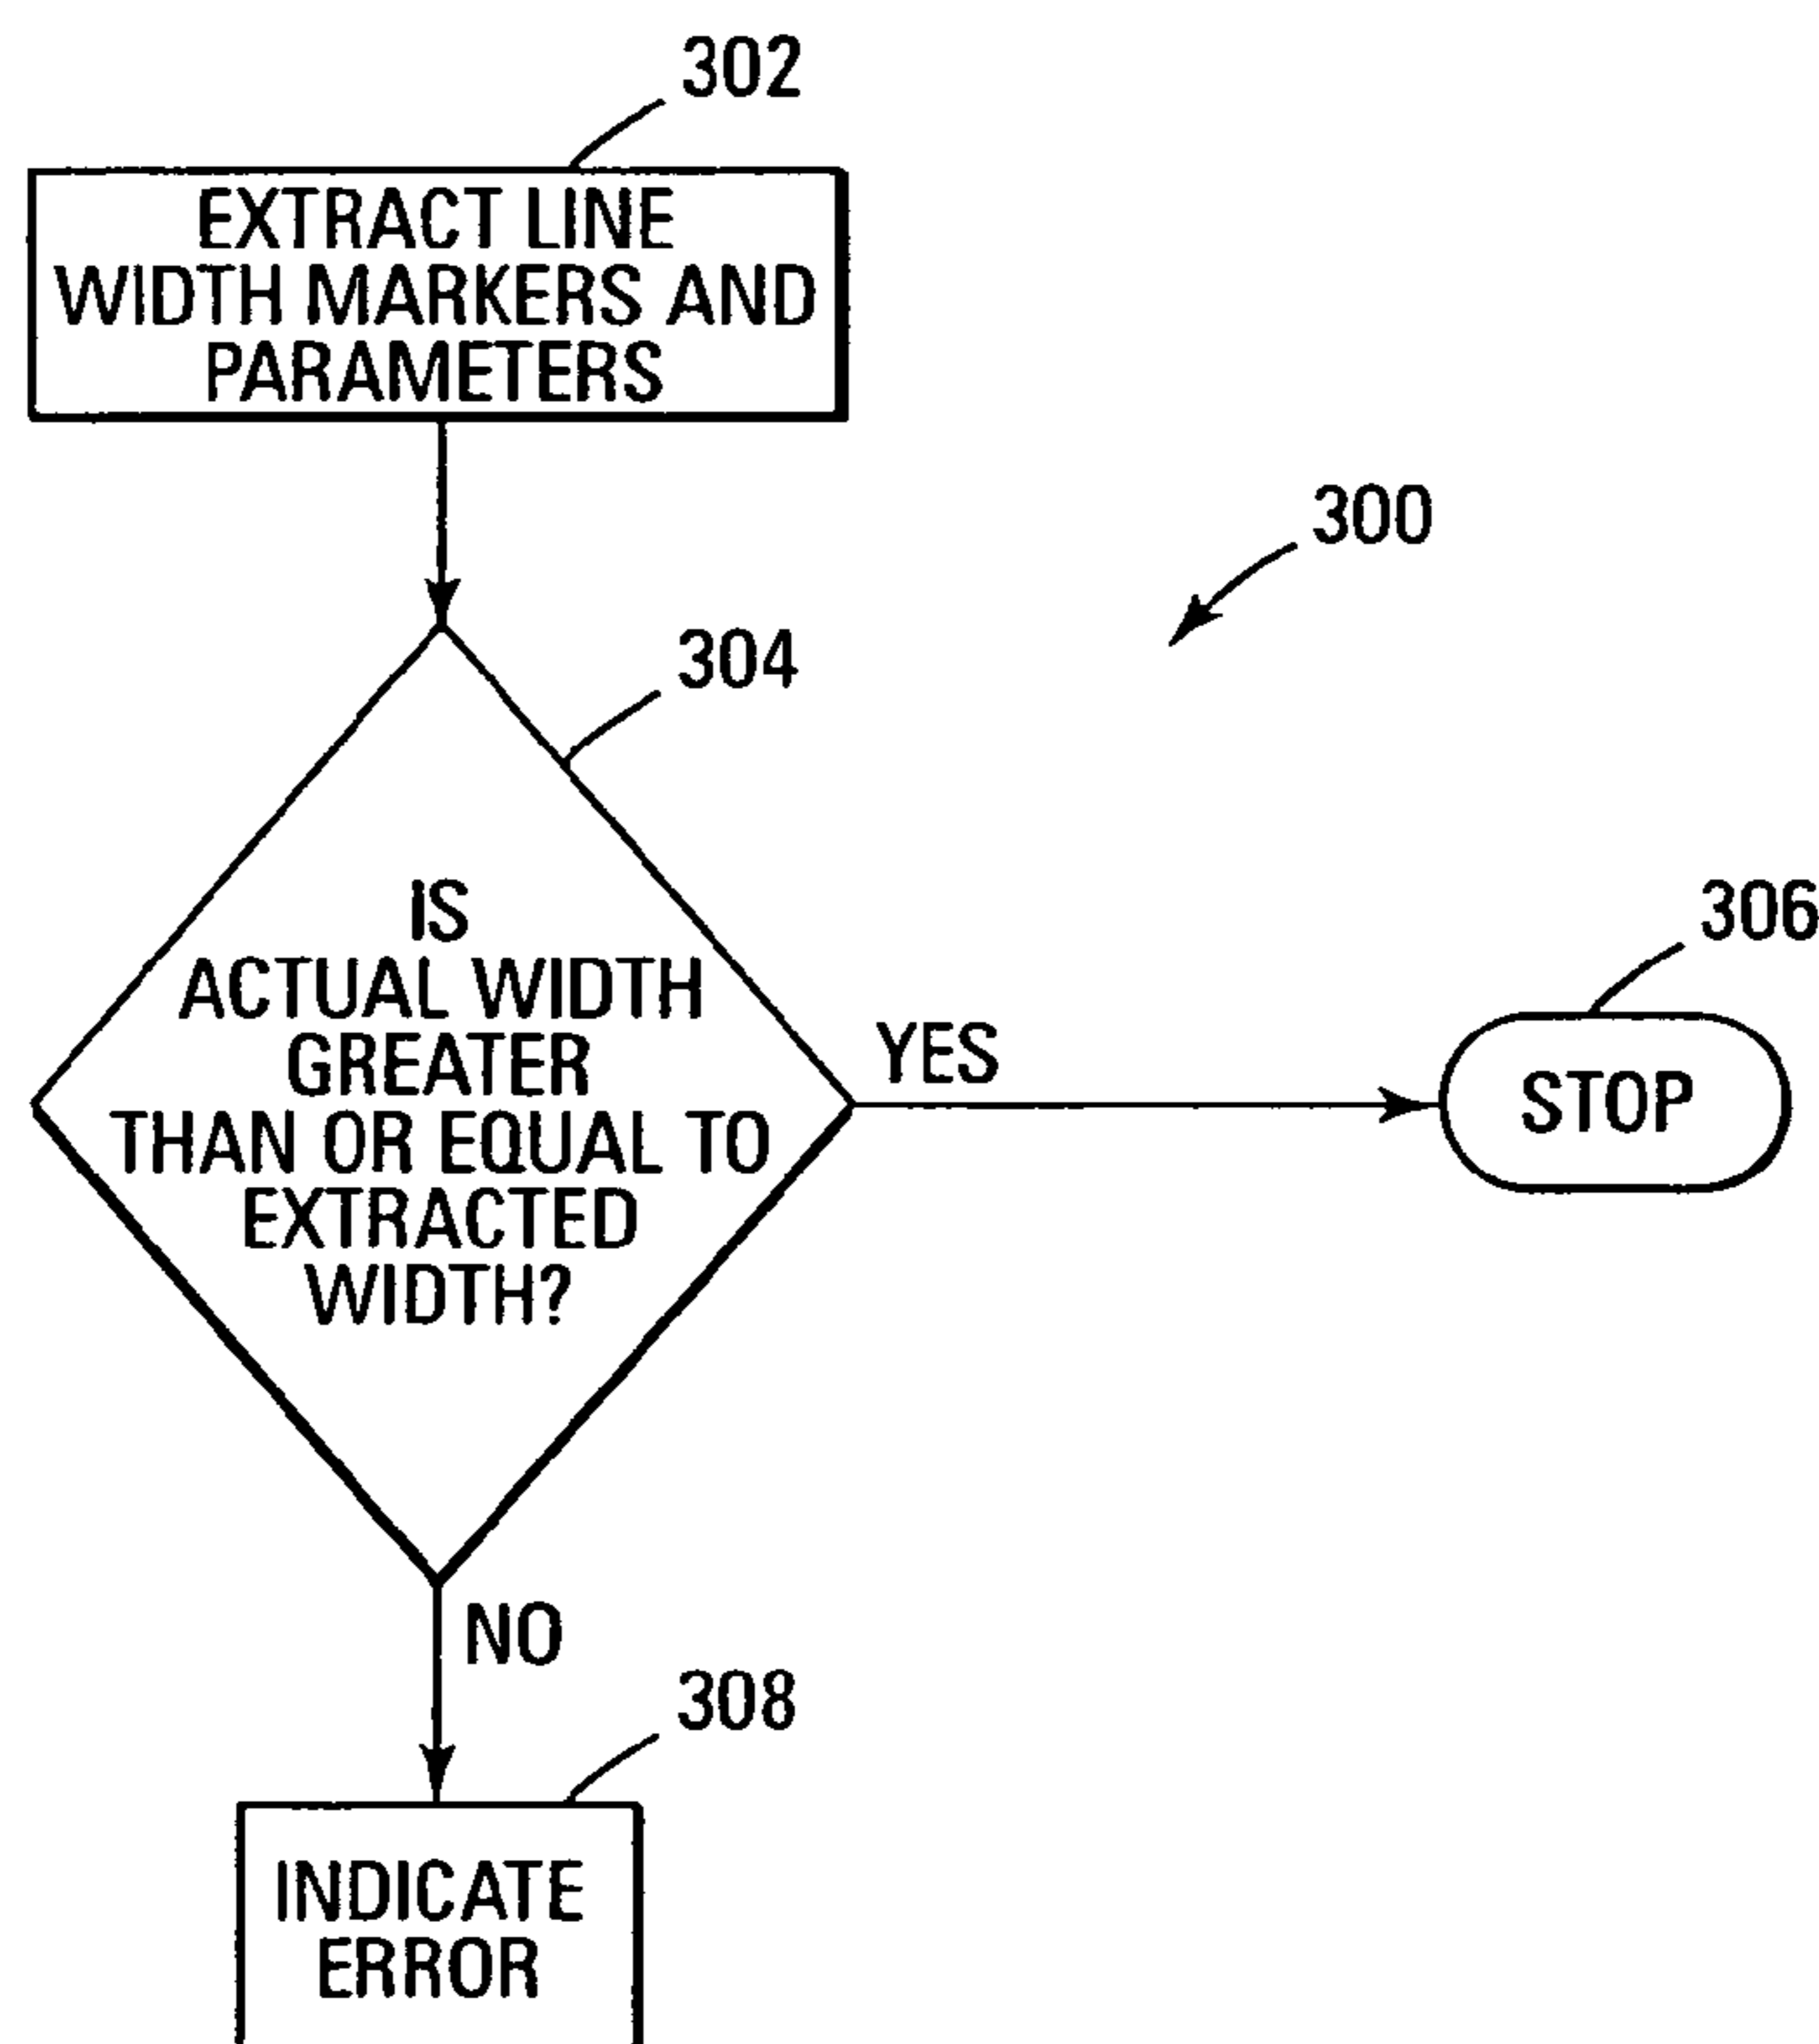 302
EXTRACT LINE
WIDTH MARKERS AND
PARAMETERS
300
304
IS
ACTUAL WIDTH
GREATER
THAN OR EQUAL TO
EXTRACTED
WIDTH?
YES
306
STOP
NO
308
INDICATE
ERROR